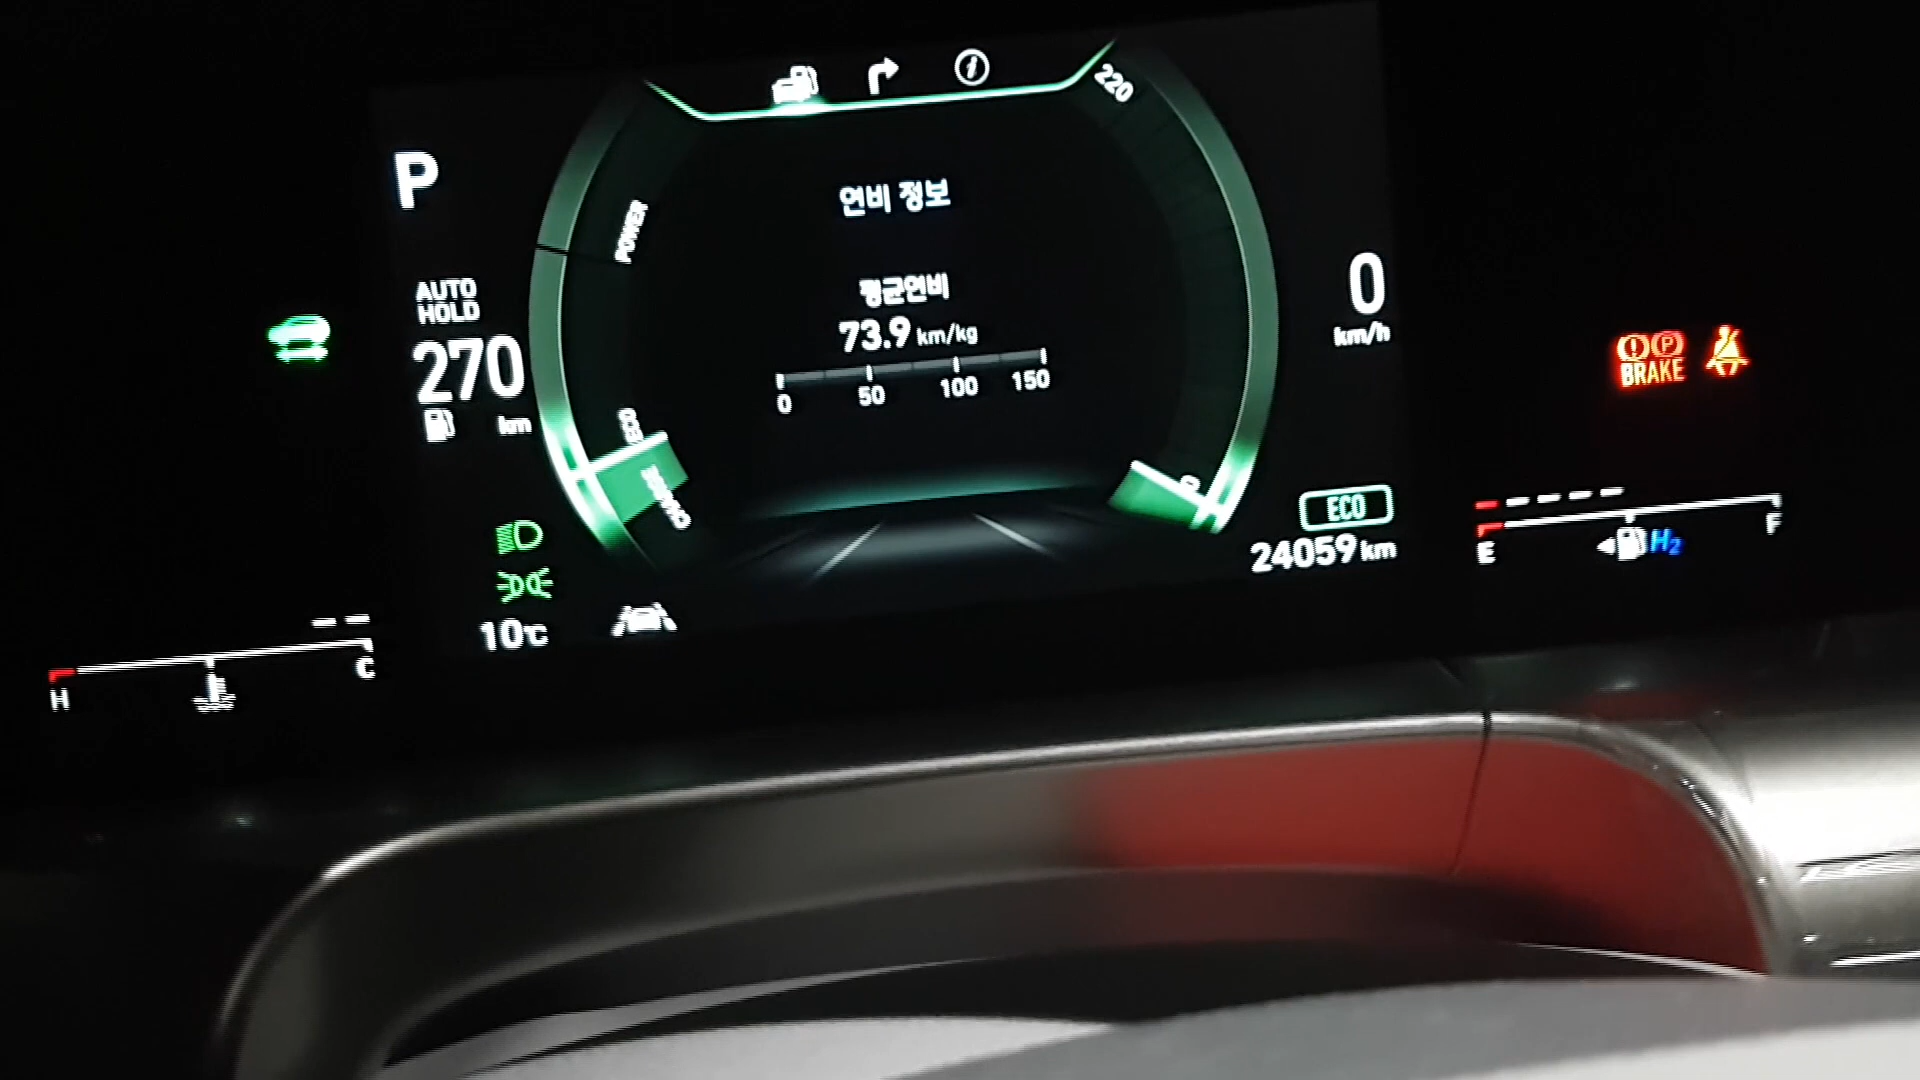 220
P
POWER
연비 정보
AUTO
HOLD
평균연비
73.9 km/kg
0 50 100 150
270
km
0
km/h
BRAKE
ECO
CHARGE
0
ECO
24059 km
E H2 F
10℃
H C